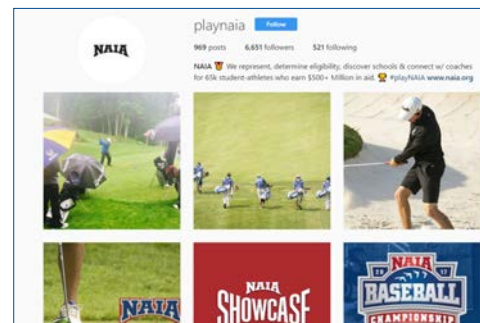 playnaia Follow
NAIA
969 posts 6,651 followers 521 following
NAIA 🏆 We represent, determine eligibility, discover schools & connect w/ coaches
for 65k student-athletes who earn $500+ Million in aid. 🏆 #playNAIA www.naia.org
NAIA
NAIA
SHOWCASE
NAIA
20 17
BASEBALL
CHAMPIONSHIP